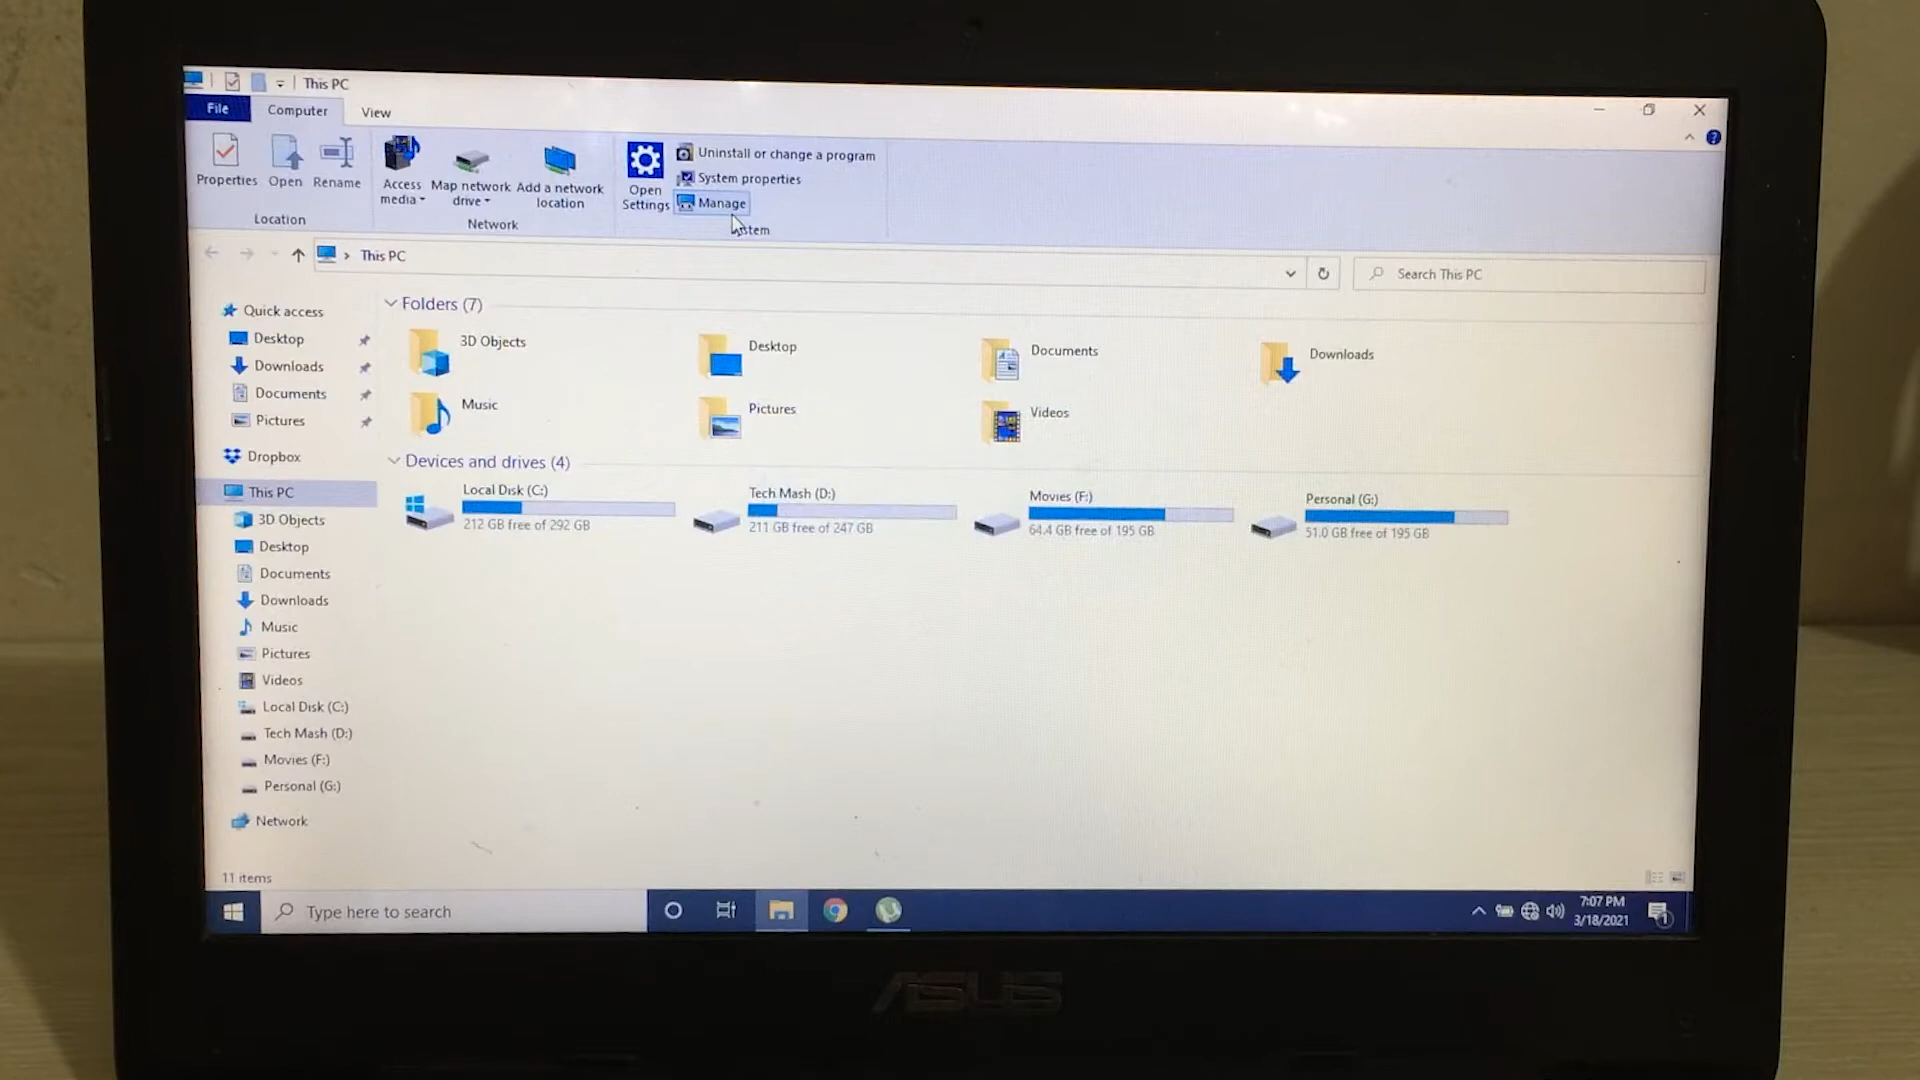 This PC
File Computer View
Properties Open Rename
Access media
Map network drive
Add a network location
Open Settings
Uninstall or change a program
System properties
Manage
Location Network stem
This PC
Search This PC
Quick access
Desktop
Downloads
Documents
Pictures
Dropbox
This PC
3D Objects
Desktop
Documents
Downloads
Music
Pictures
Videos
Local Disk (C:)
Tech Mash (D:)
Movies (F:)
Personal (G:)
Network
Folders (7)
3D Objects Desktop Documents Downloads
Music Pictures Videos
Devices and drives (4)
Local Disk (C:)
212 GB free of 292 GB
Tech Mash (D:)
211 GB free of 247 GB
Movies (F:)
64.4 GB free of 195 GB
Personal (G:)
51.0 GB free of 195 GB
11 items
Type here to search
7:07 PM
3/18/2021
1
ASUS